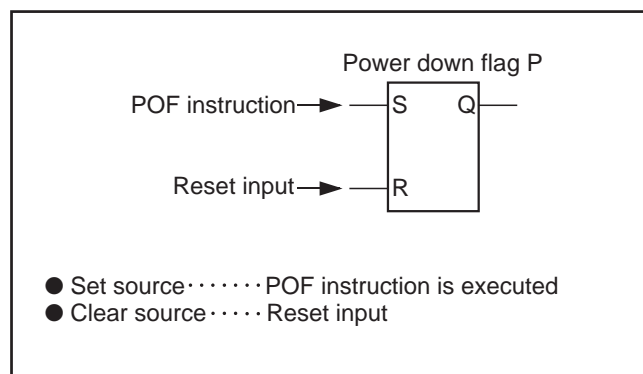 Power down flag P
POF instruction
S
Q
Reset input
R
● Set source ······· POF instruction is executed
● Clear source ····· Reset input